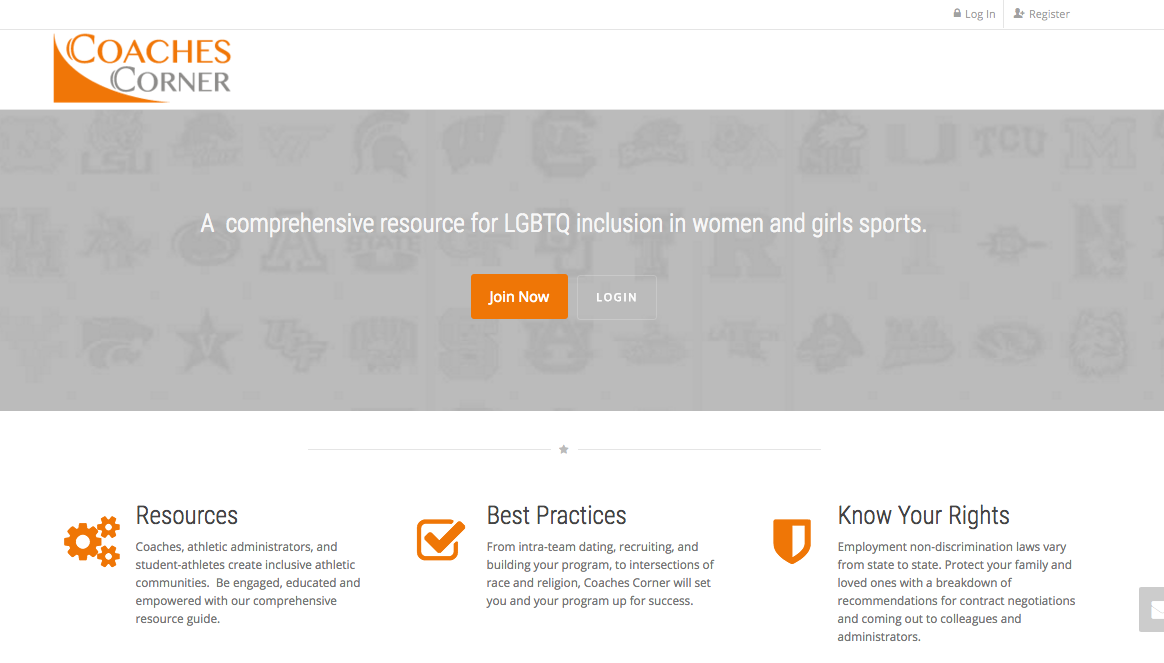 Log In
Register
COACHES
CORNER
LSU
TCU
A  comprehensive resource for LGBTQ inclusion in women and girls sports.
STATE
Join Now
LOGIN
Resources
Coaches, athletic administrators, and
student-athletes create inclusive athletic
communities.  Be engaged, educated and
empowered with our comprehensive
resource guide.
Best Practices
From intra-team dating, recruiting, and
building your program, to intersections of
race and religion, Coaches Corner will set
you and your program up for success.
Know Your Rights
Employment non-discrimination laws vary
from state to state. Protect your family and
loved ones with a breakdown of
recommendations for contract negotiations
and coming out to colleagues and
administrators.